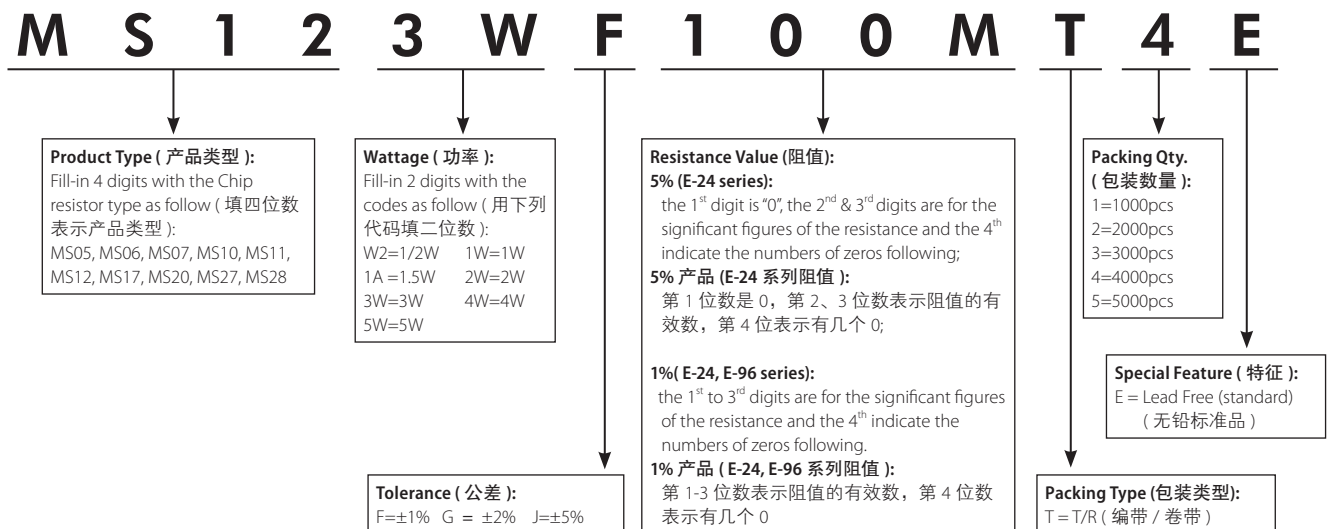 M S 1 2 3 W F 1 0 0 M T 4 E
Product Type ( 产品类型 ):
Fill-in 4 digits with the Chip
resistor type as follow ( 填四位数
表示产品类型 ):
MS05, MS06, MS07, MS10, MS11,
MS12, MS17, MS20, MS27, MS28
Wattage ( 功率 ):
Fill-in 2 digits with the
codes as follow ( 用下列
代码填二位数 ):
W2=1/2W 1W=1W
1A =1.5W 2W=2W
3W=3W 4W=4W
5W=5W
Tolerance ( 公差 ):
F=±1% G = ±2% J=±5%
Resistance Value (阻值):
5% (E-24 series):
the 1st digit is "0", the 2nd & 3rd digits are for the
significant figures of the resistance and the 4th
indicate the numbers of zeros following;
5% 产品 (E-24 系列阻值 ):
第 1 位数是 0，第 2、3 位数表示阻值的有
效数，第 4 位表示有几个 0;
1%( E-24, E-96 series):
the 1st to 3rd digits are for the significant figures
of the resistance and the 4th indicate the
numbers of zeros following.
1% 产品 ( E-24, E-96 系列阻值 ):
第 1-3 位数表示阻值的有效数，第 4 位数
表示有几个 0
Packing Qty.
( 包装数量 ):
1=1000pcs
2=2000pcs
3=3000pcs
4=4000pcs
5=5000pcs
Special Feature ( 特征 ):
E = Lead Free (standard)
( 无铅标准品 )
Packing Type (包装类型):
T = T/R ( 编带 / 卷带 )